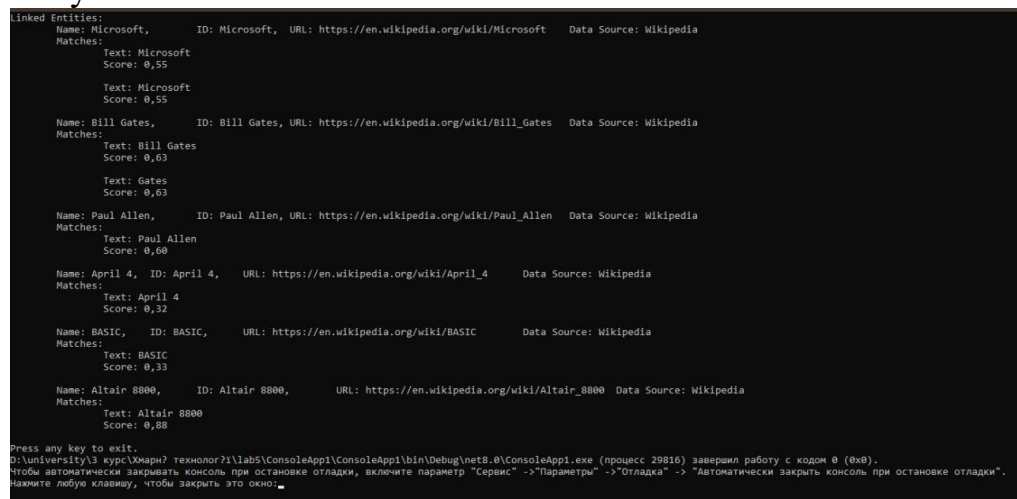 Linked Entities:
Name: Microsoft, ID: Microsoft, URL: https://en.wikipedia.org/wiki/Microsoft Data Source: Wikipedia
Matches:
Text: Microsoft
Score: 0,55
Text: Microsoft
Score: 0,55
Name: Bill Gates, ID: Bill Gates, URL: https://en.wikipedia.org/wiki/Bill_Gates Data Source: Wikipedia
Matches:
Text: Bill Gates
Score: 0,63
Text: Gates
Score: 0,63
Name: Paul Allen, ID: Paul Allen, URL: https://en.wikipedia.org/wiki/Paul_Allen Data Source: Wikipedia
Matches:
Text: Paul Allen
Score: 0,60
Name: April 4, ID: April 4, URL: https://en.wikipedia.org/wiki/April_4 Data Source: Wikipedia
Matches:
Text: April 4
Score: 0,32
Name: BASIC, ID: BASIC, URL: https://en.wikipedia.org/wiki/BASIC Data Source: Wikipedia
Matches:
Text: BASIC
Score: 0,33
Name: Altair 8800, ID: Altair 8800, URL: https://en.wikipedia.org/wiki/Altair_8800 Data Source: Wikipedia
Matches:
Text: Altair 8800
Score: 0,88
Press any key to exit.
D:\university\3 курс\Хмарн? технолог?ї\lab5\ConsoleApp1\ConsoleApp1\bin\Debug\net8.0\ConsoleApp1.exe (процесс 29816) завершил работу с кодом 0 (0x0).
Чтобы автоматически закрывать консоль при остановке отладки, включите параметр "Сервис" ->"Параметры" ->"Отладка" -> "Автоматически закрыть консоль при остановке отладки".
Нажмите любую клавишу, чтобы закрыть это окно: